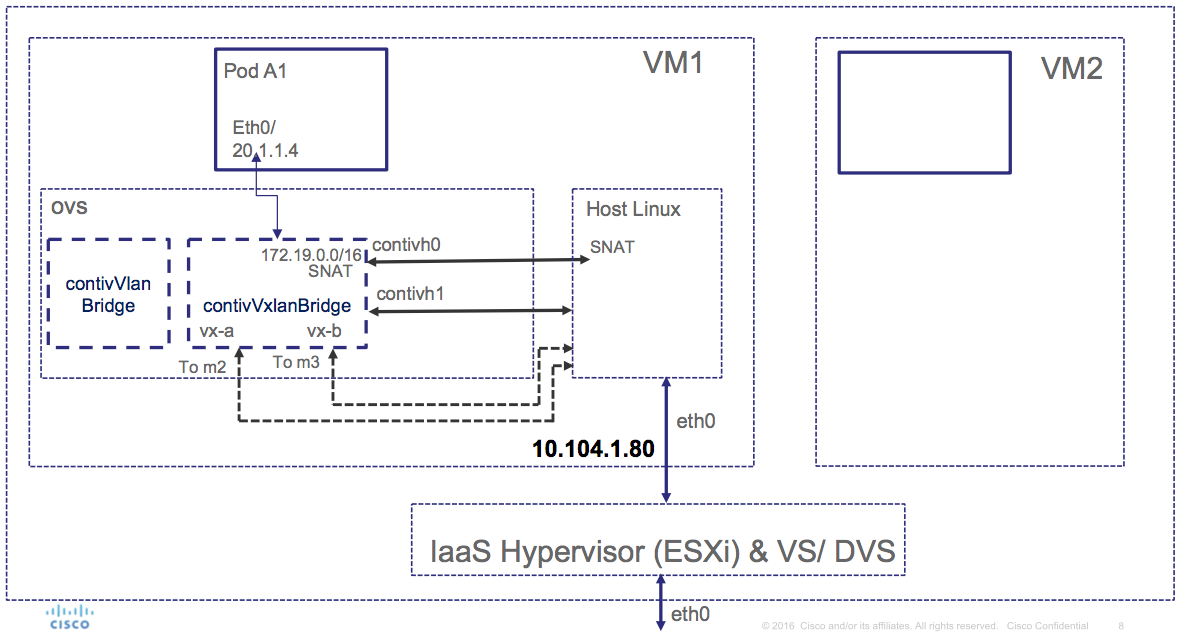 VM1
VM2
Pod A1
Eth0/
20.1.1.4
OVS
Host Linux
SNAT
contivh0
172.19.0.0/16
SNAT
contivVlan
Bridge
contivVxlanBridge
contivh1
vx-a
vx-b
To m2
To m3
eth0
10.104.1.80
IaaS Hypervisor (ESXi) & VS/ DVS
eth0
CISCO
© 2016 Cisco and/or its affiliates. All rights reserved. Cisco Confidential 8